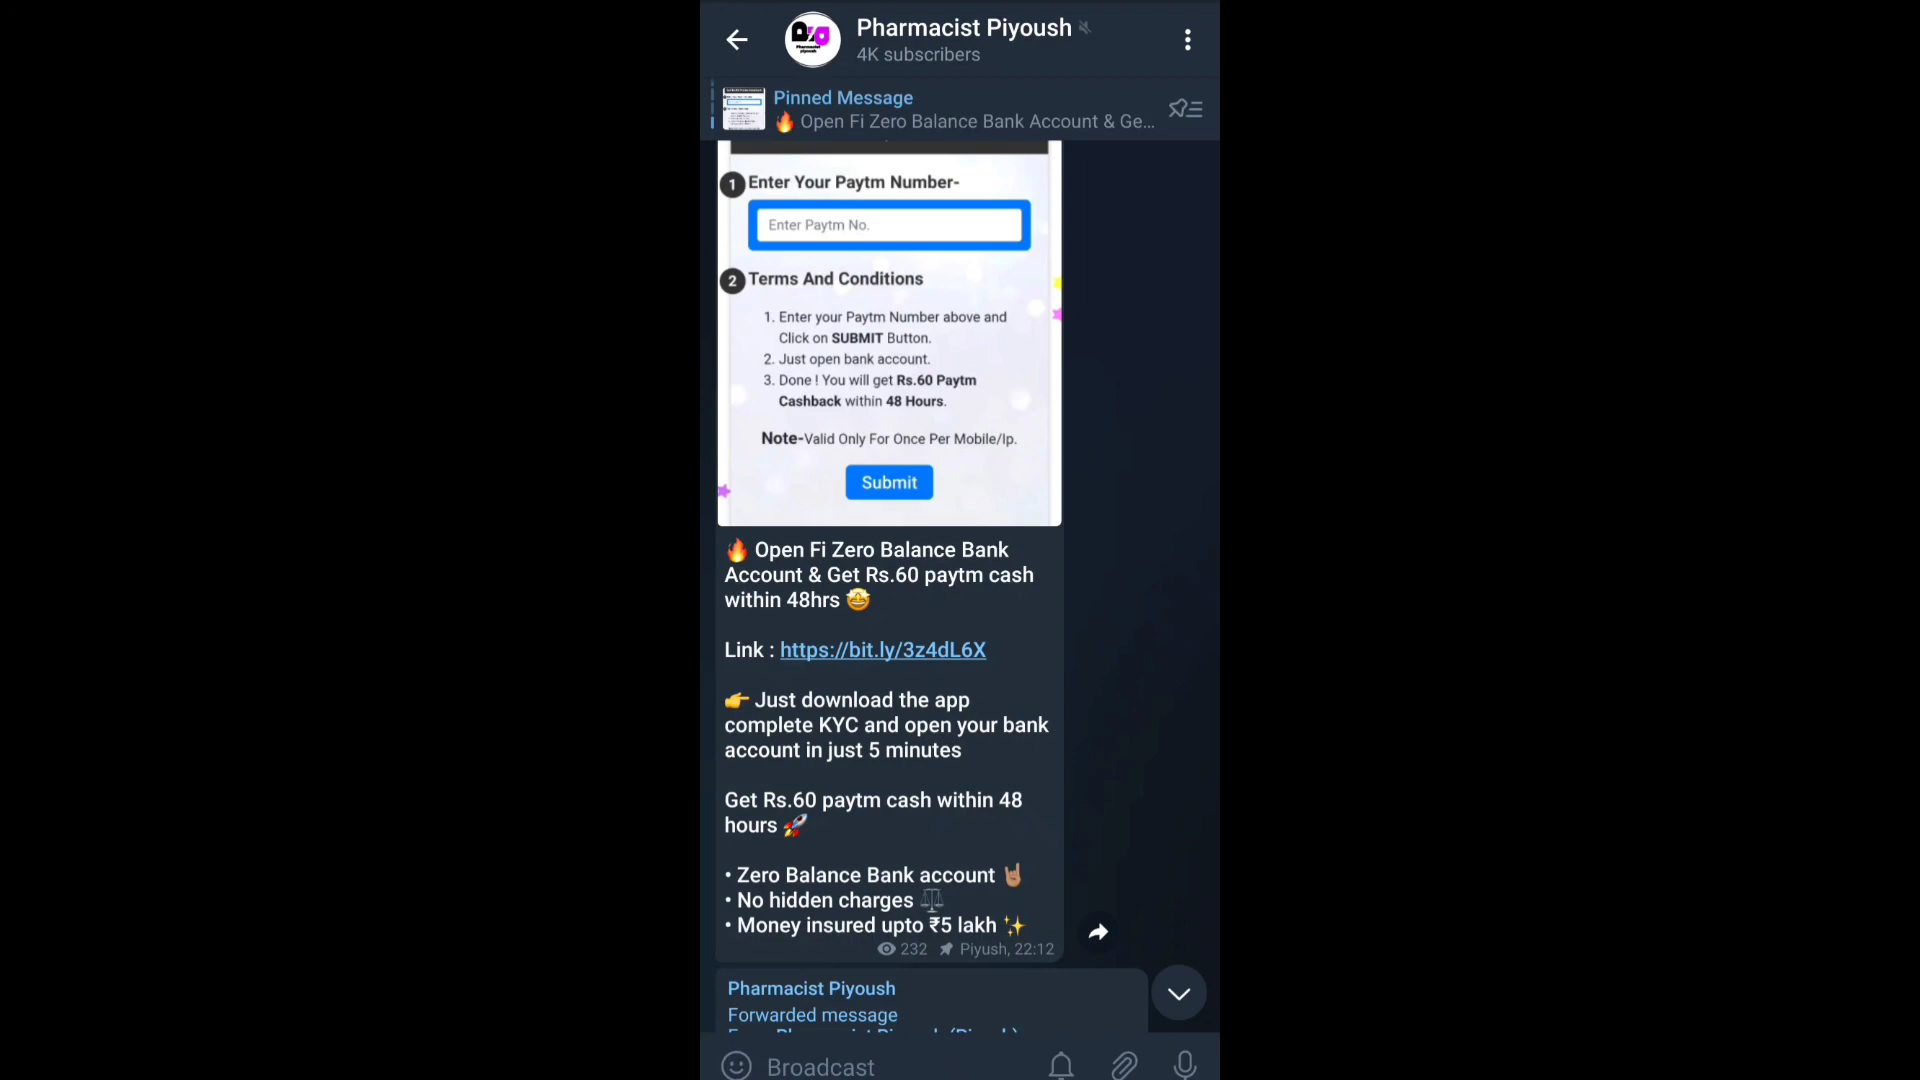 Pharmacist Piyoush
4K subscribers
Pinned Message
🔥 Open Fi Zero Balance Bank Account & Ge...
1 Enter Your Paytm Number-
Enter Paytm No.
2 Terms And Conditions
1. Enter your Paytm Number above and
Click on SUBMIT Button.
2. Just open bank account.
3. Done ! You will get Rs.60 Paytm
Cashback within 48 Hours.
Note-Valid Only For Once Per Mobile/Ip.
Submit
🔥 Open Fi Zero Balance Bank
Account & Get Rs.60 paytm cash
within 48hrs 🤩
Link : https://bit.ly/3z4dL6X
👉 Just download the app
complete KYC and open your bank
account in just 5 minutes
Get Rs.60 paytm cash within 48
hours 🚀
• Zero Balance Bank account 🤘🏽
• No hidden charges ⚖️
• Money insured upto ₹5 lakh ✨
232 Piyush, 22:12
Pharmacist Piyoush
Forwarded message
Broadcast